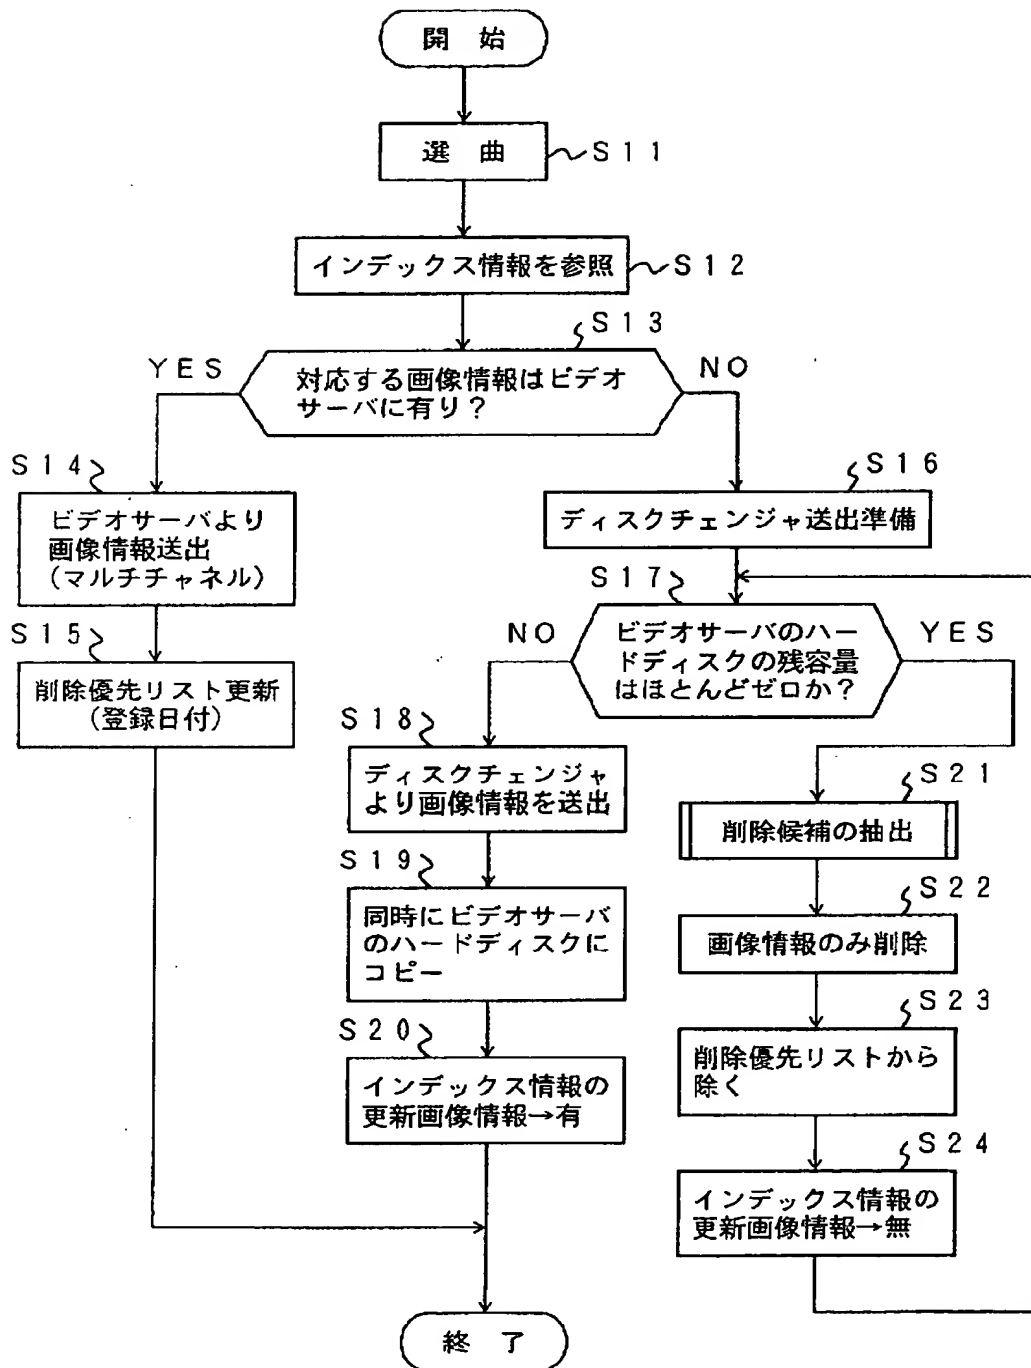 開 始
選 曲
S11
インデックス情報を参照
S12
S13
YES
NO
対応する画像情報はビデオ
サーバに有り?
S14
ビデオサーバより
画像情報送出
(マルチチャネル)
S15
削除優先リスト更新
(登録日付)
S16
ディスクチェンジャ送出準備
S17
NO
YES
ビデオサーバのハー
ドディスクの残容量
はほとんどゼロか?
S18
ディスクチェンジャ
より画像情報を送出
S19
同時にビデオサーバ
のハードディスクに
コピー
S20
インデックス情報の
更新画像情報→有
S21
削除候補の抽出
S22
画像情報のみ削除
S23
削除優先リストから
除く
S24
インデックス情報の
更新画像情報→無
終 了